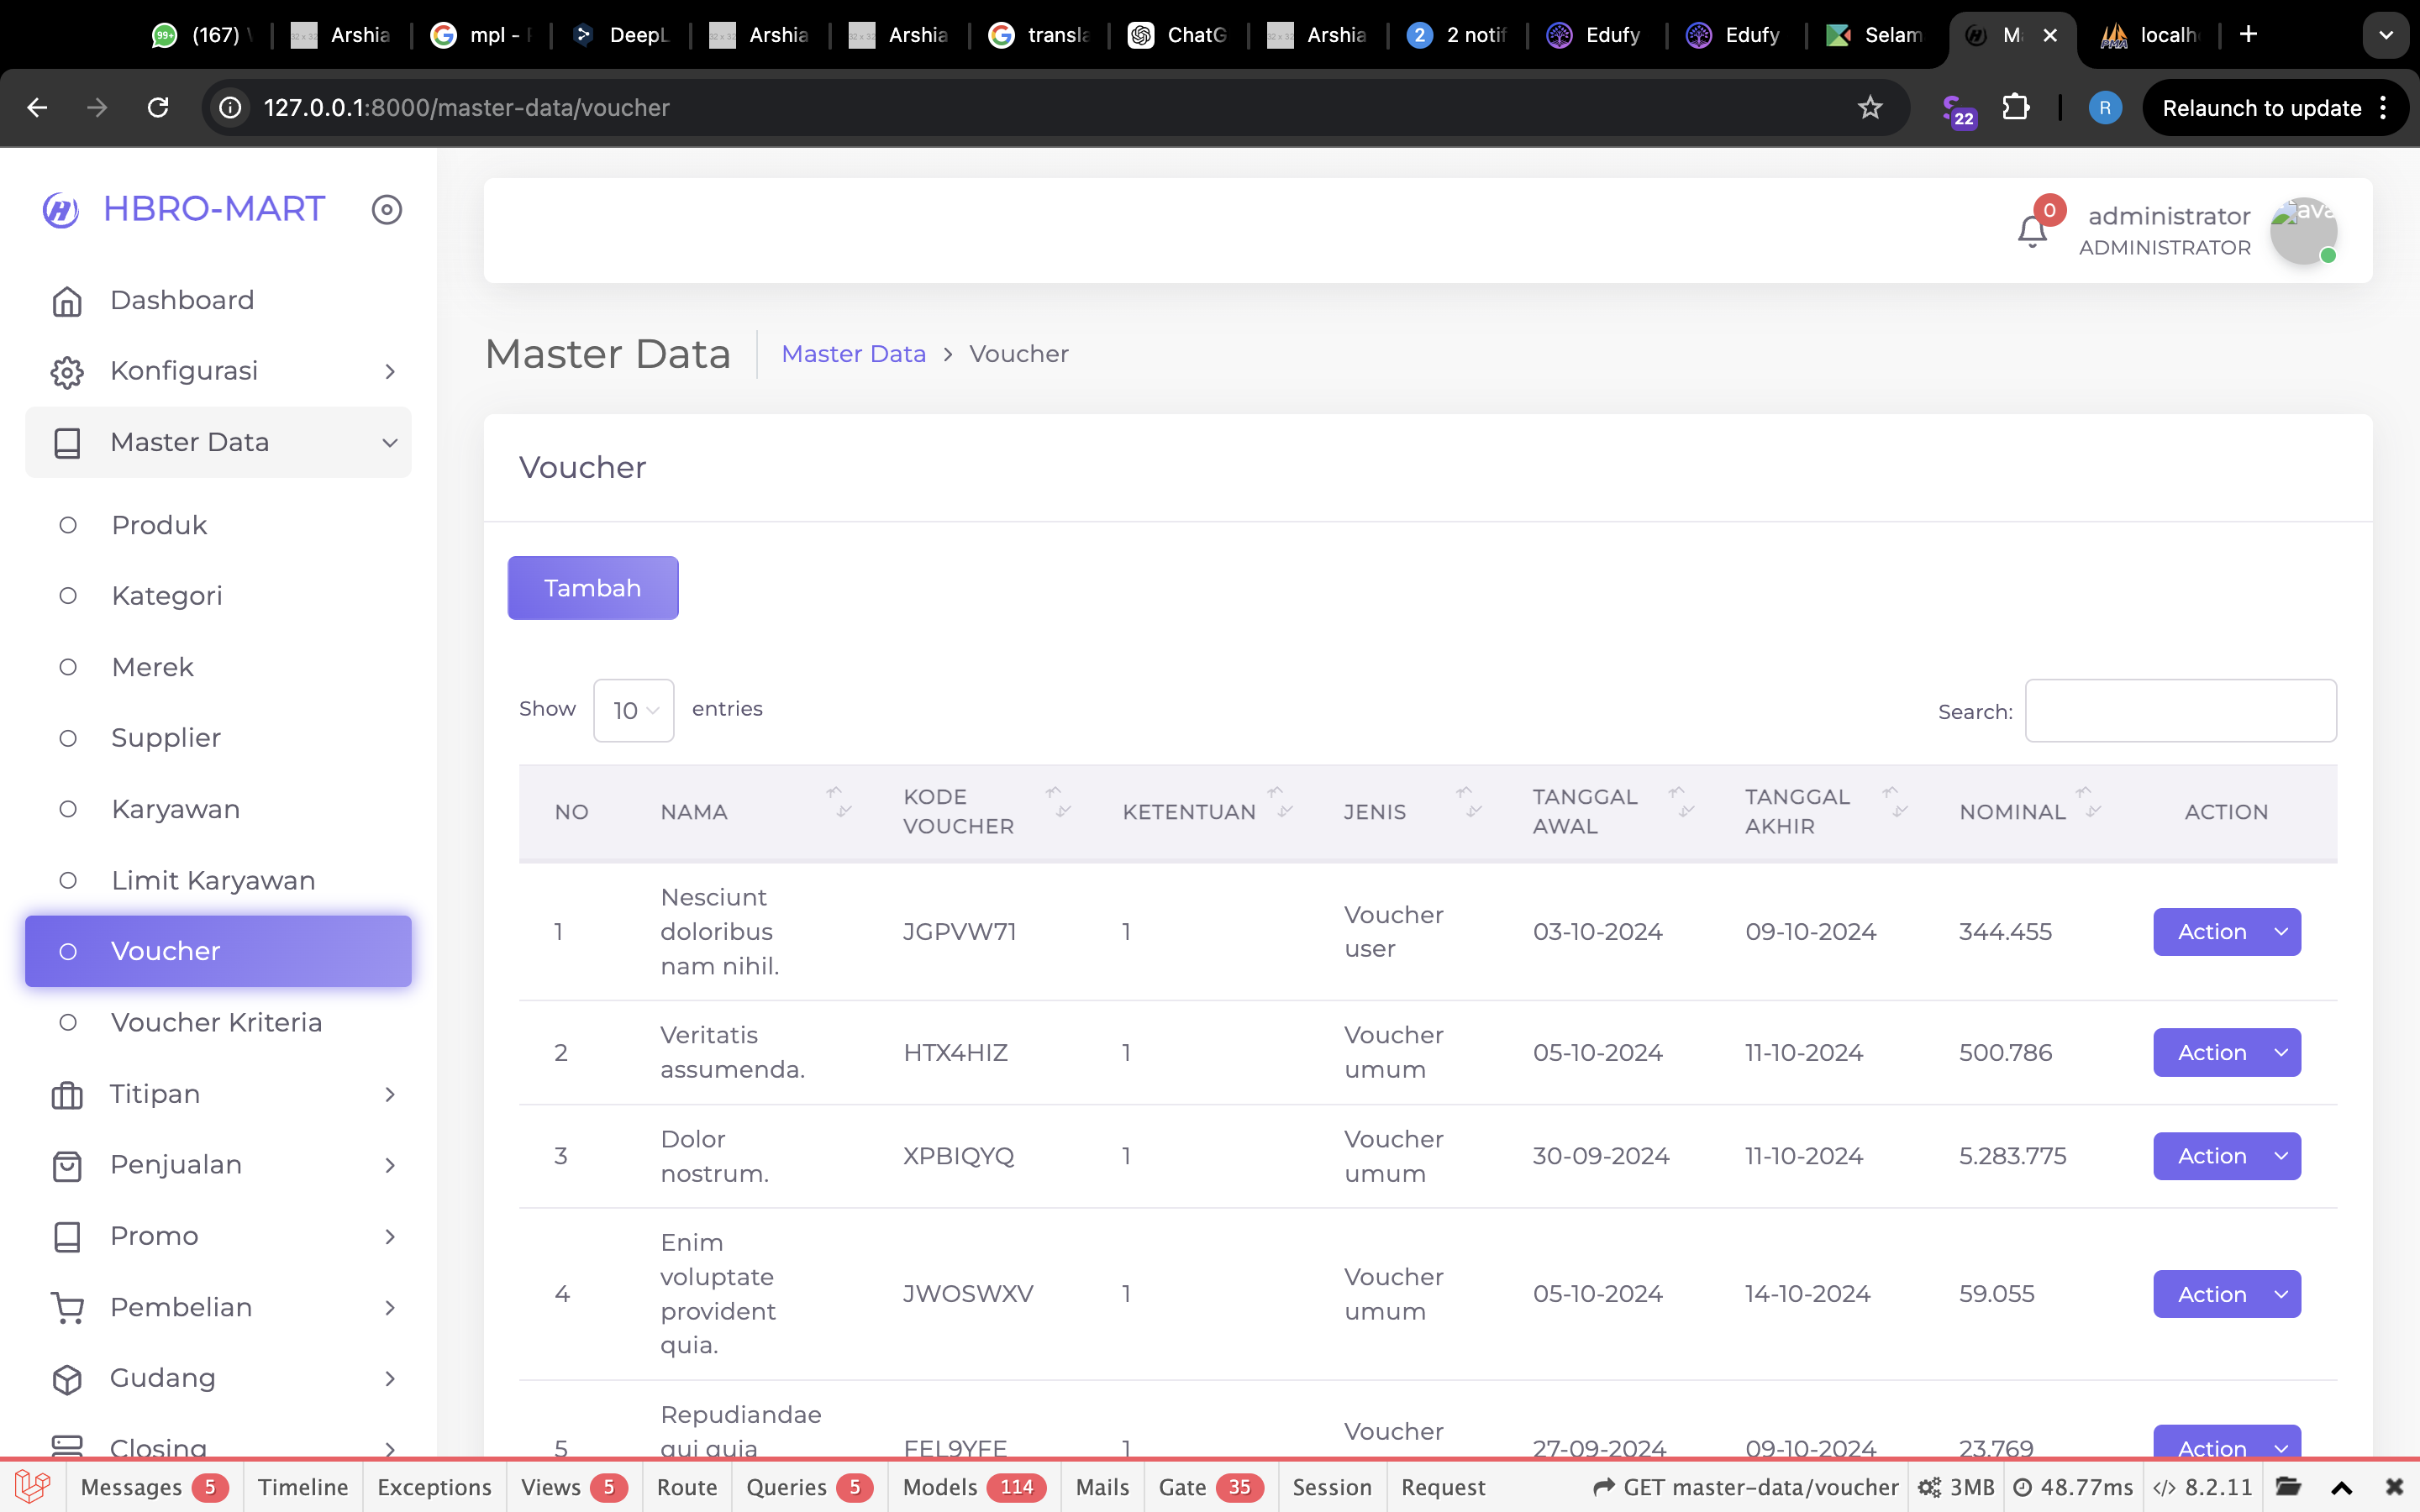 (167)
Arshia
mpl -
DeepL
Arshia
Arshia
transla
ChatG
Arshia
2 notif
Edufy
Edufy
Selam
localh
127.0.0.1:8000/master-data/voucher
22
R
Relaunch to update
HBRO-MART
0
administrator
ADMINISTRATOR
Dashboard
Konfigurasi
Master Data
Produk
Kategori
Merek
Supplier
Karyawan
Limit Karyawan
Voucher
Voucher Kriteria
Titipan
Penjualan
Promo
Pembelian
Gudang
Closing
Master Data
Master Data > Voucher
Voucher
Tambah
Show 10 entries
Search:
NO NAMA KODE VOUCHER KETENTUAN JENIS TANGGAL AWAL TANGGAL AKHIR NOMINAL ACTION
1 Nesciunt doloribus nam nihil. JGPVW71 1 Voucher user 03-10-2024 09-10-2024 344.455 Action
2 Veritatis assumenda. HTX4HIZ 1 Voucher umum 05-10-2024 11-10-2024 500.786 Action
3 Dolor nostrum. XPBIQYQ 1 Voucher umum 30-09-2024 11-10-2024 5.283.775 Action
4 Enim voluptate provident quia. JWOSWXV 1 Voucher umum 05-10-2024 14-10-2024 59.055 Action
5 Repudiandae qui quia FEL9YFE 1 Voucher 27-09-2024 09-10-2024 23.769 Action
Messages 5 Timeline Exceptions Views 5 Route Queries 5 Models 114 Mails Gate 35 Session Request GET master-data/voucher 3MB 48.77ms 8.2.11